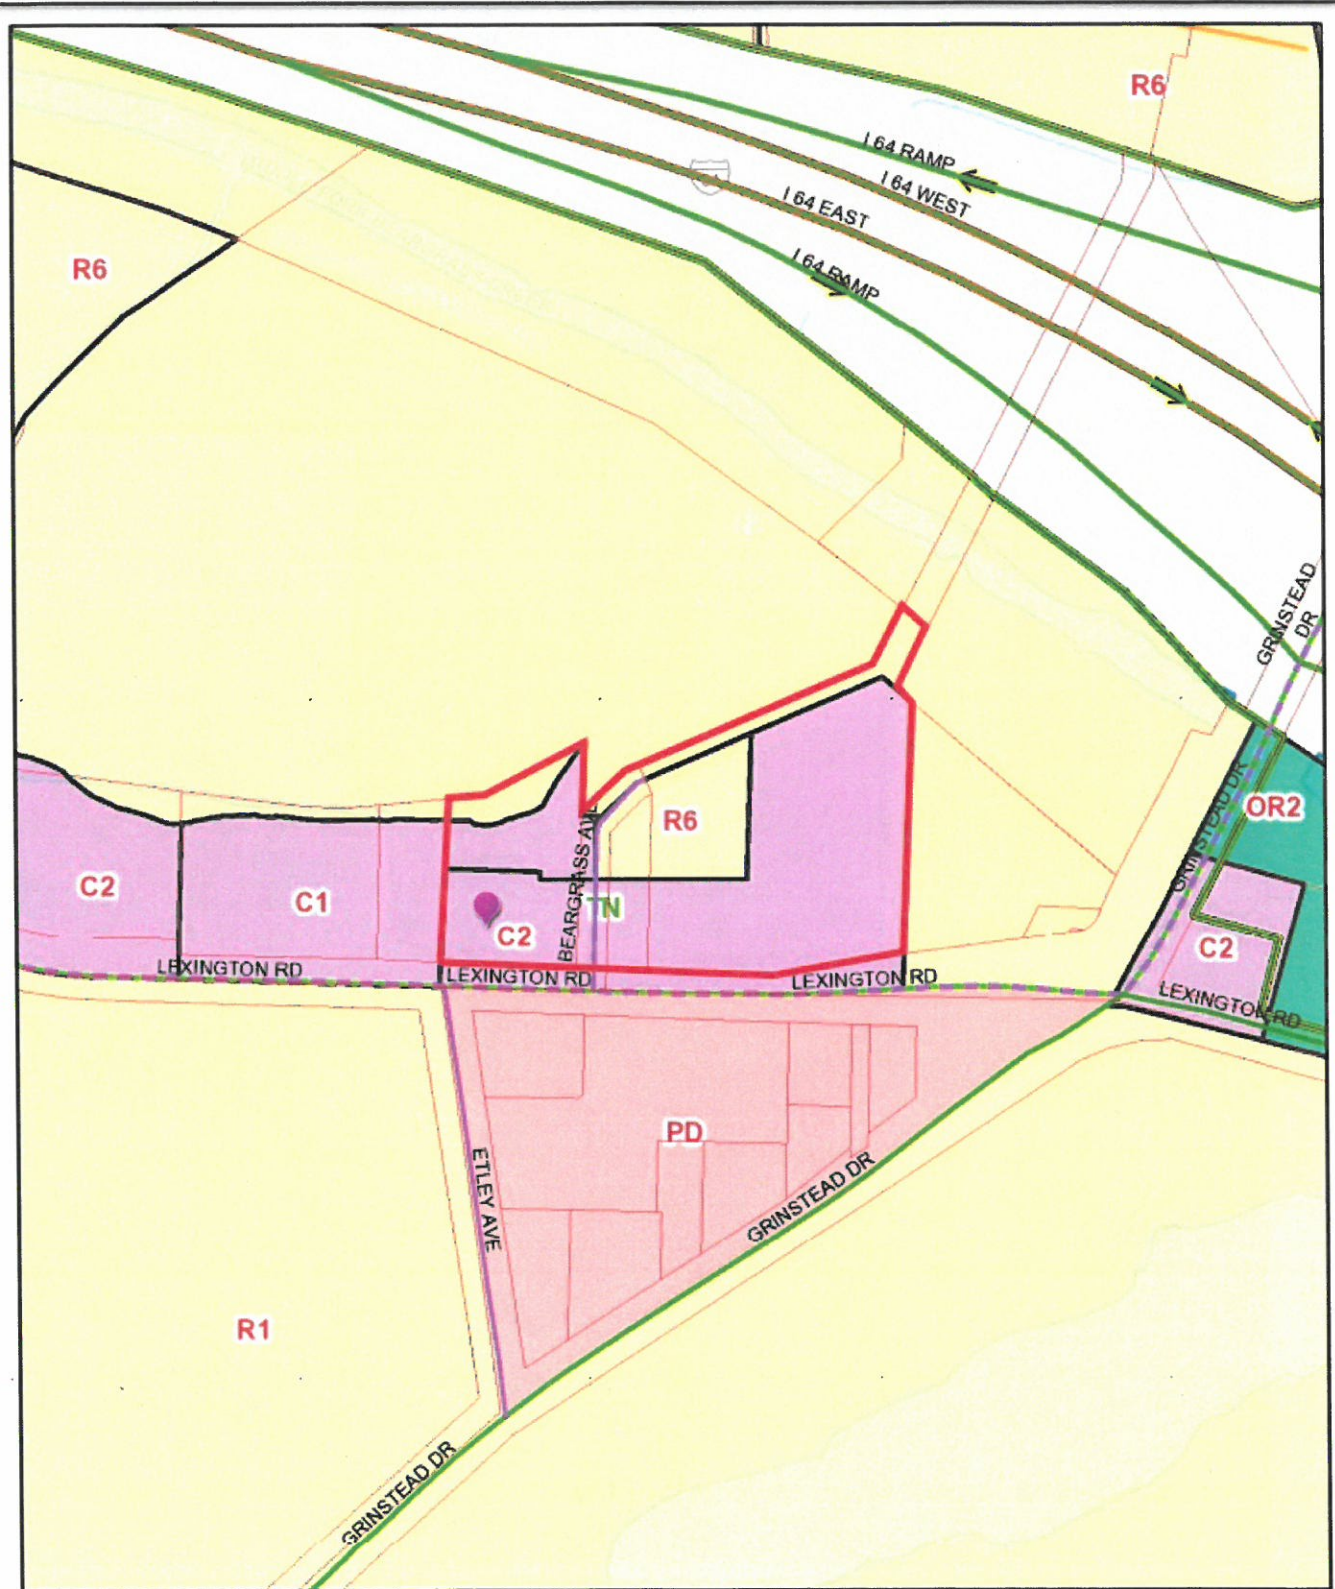 R6
I 64 RAMP
I 64 WEST
I 64 EAST
I 64 RAMP
R6
GRINSTEAD
DR
GRINSTEAD DR
OR2
R6
BEARGRASS AVE
TN
C2
C1
C2
C2
LEXINGTON RD
LEXINGTON RD
LEXINGTON RD
LEXINGTON RD
PD
ETLEY AVE
GRINSTEAD DR
R1
GRINSTEAD DR